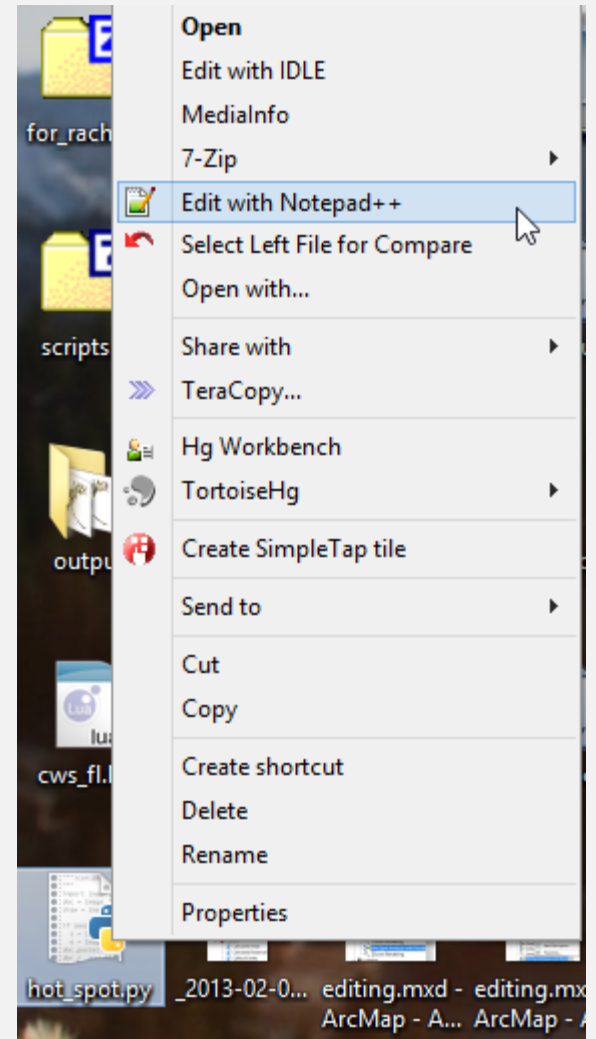 Open
Edit with IDLE
MediaInfo
7-Zip
Edit with Notepad++
Select Left File for Compare
Open with...
Share with
TeraCopy...
Hg Workbench
TortoiseHg
Create SimpleTap tile
Send to
Cut
Copy
Create shortcut
Delete
Rename
Properties
for_rach
scripts
outpu
Lua
lua
cws_fl.l
hot_spot.py
_2013-02-0...
editing.mxd -
ArcMap - A...
editing.mx
ArcMap - A